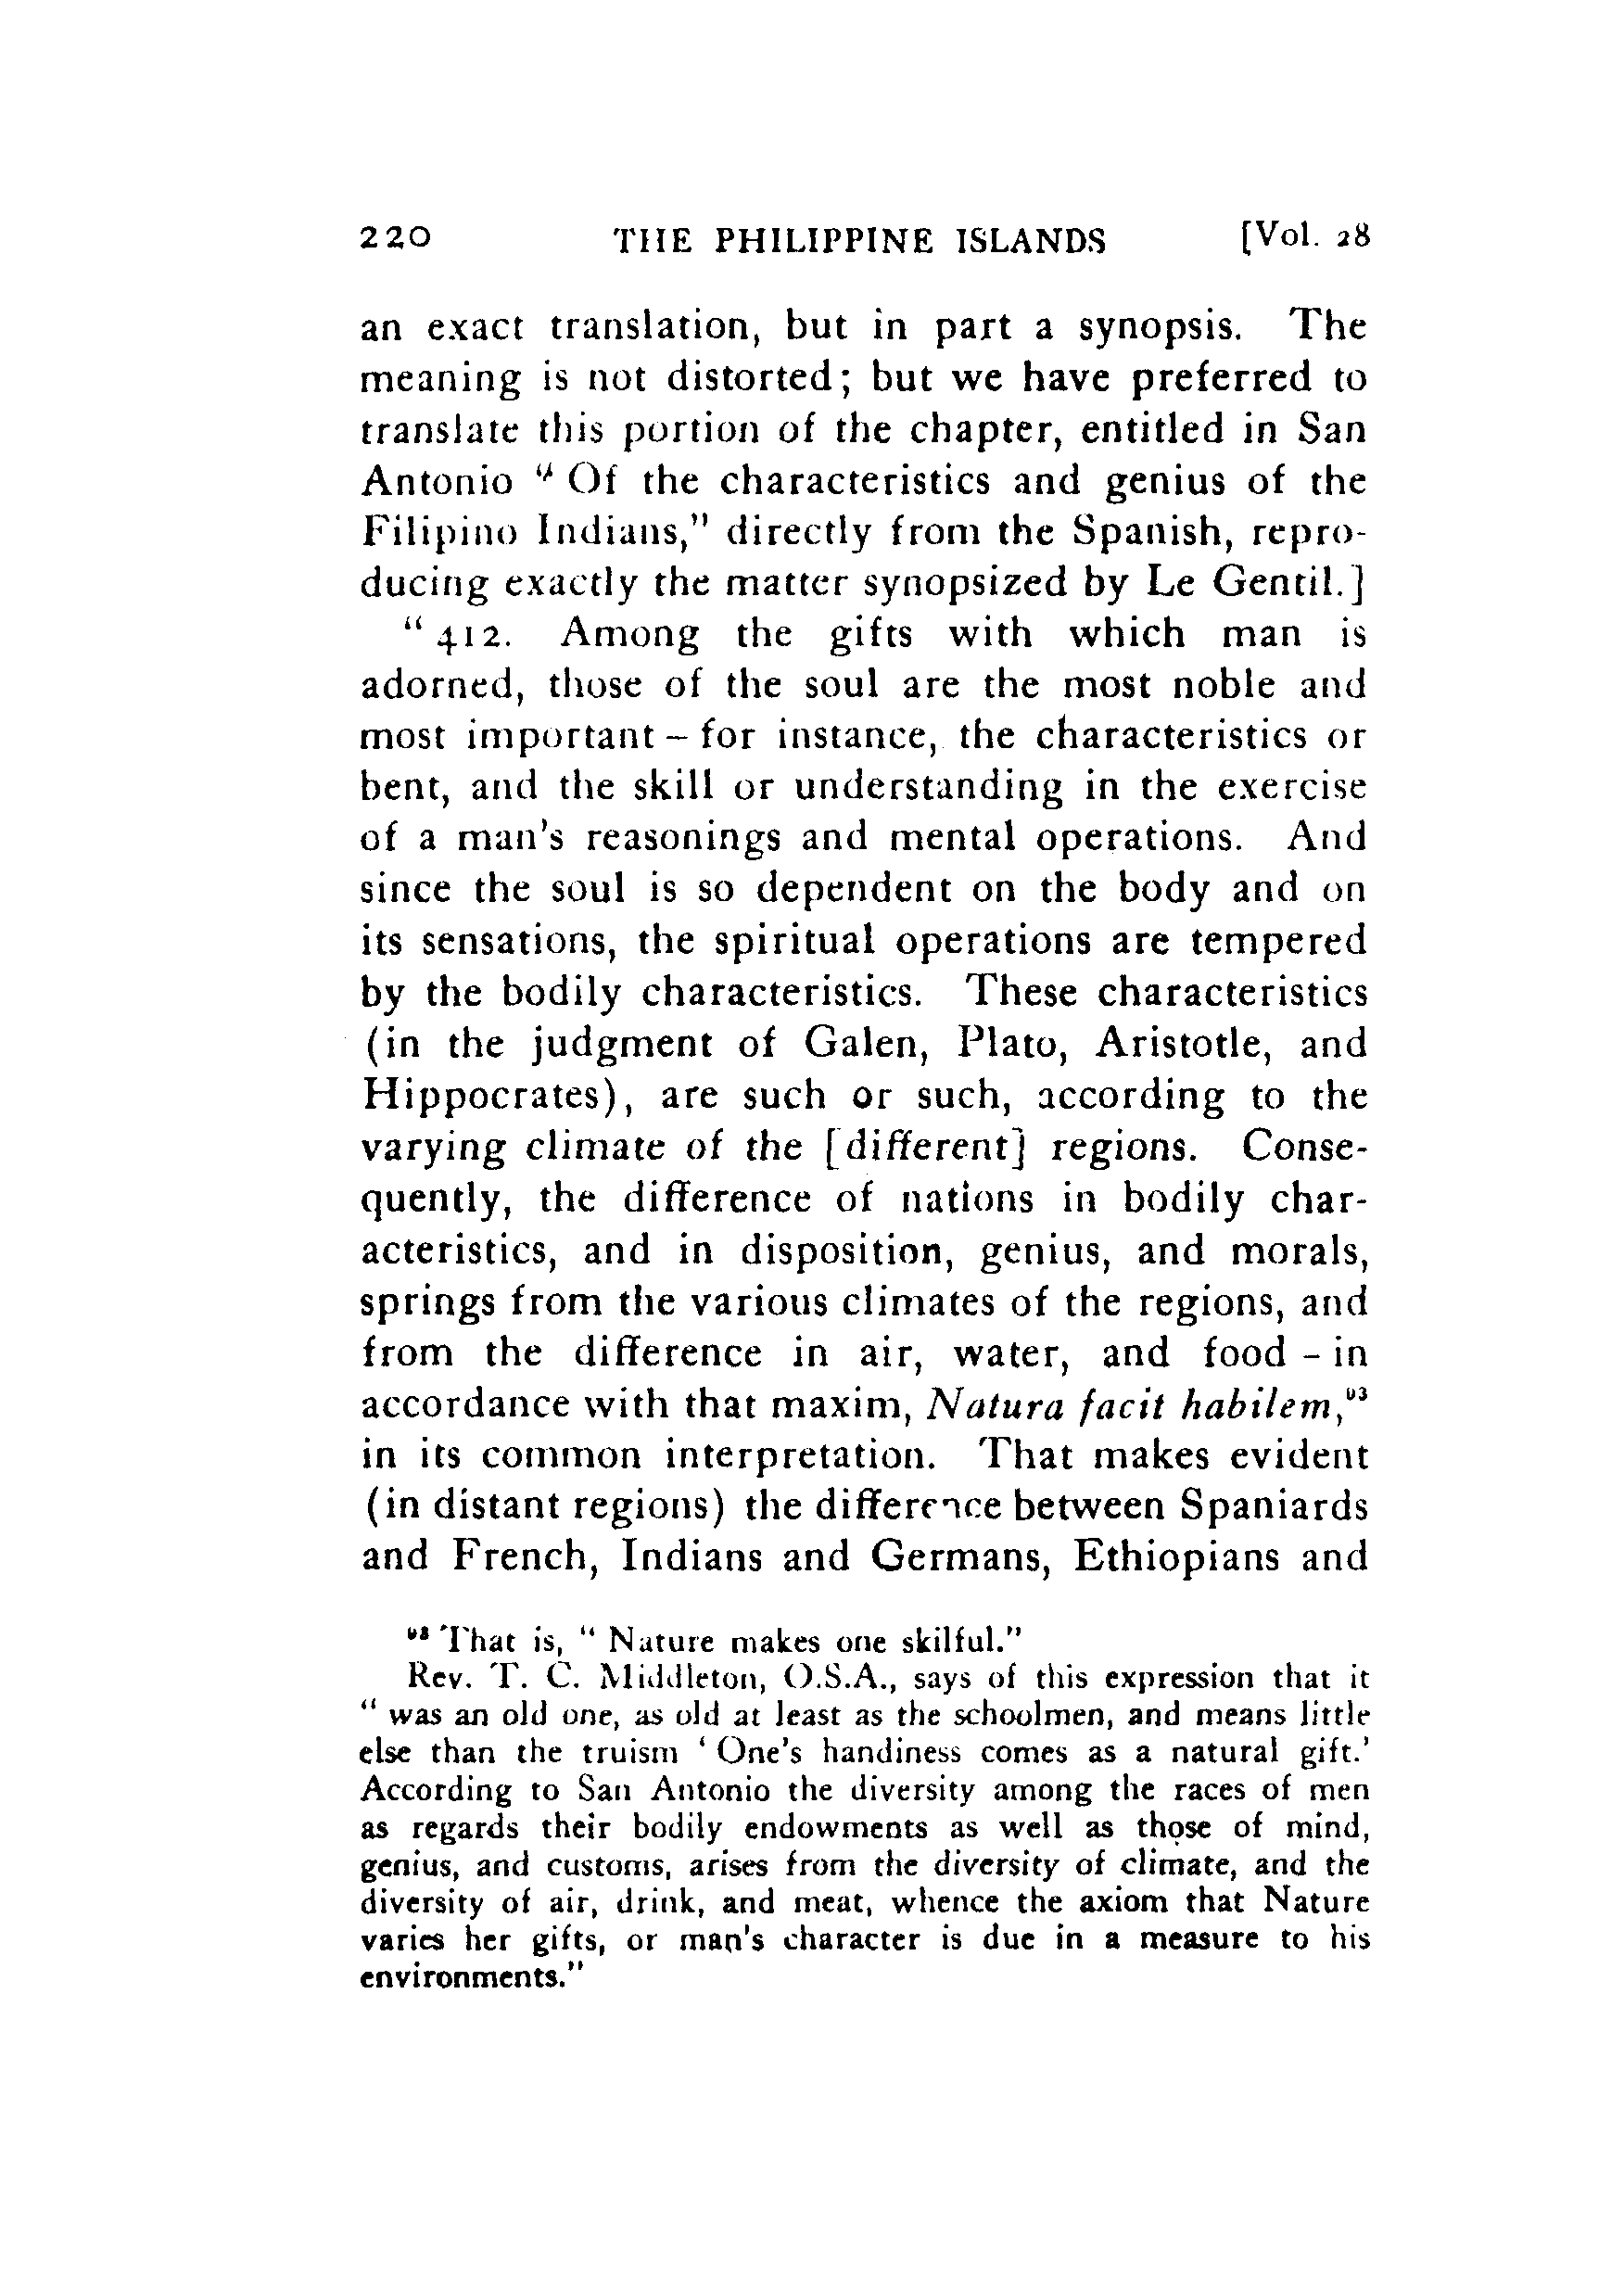 220 THE PHILIPPINE ISLANDS [Vol. 28
an exact translation, but in part a synopsis. The
meaning is not distorted; but we have preferred to
translate this portion of the chapter, entitled in San
Antonio " Of the characteristics and genius of the
Filipino Indians," directly from the Spanish, repro-
ducing exactly the matter synopsized by Le Gentil.]
" 412. Among the gifts with which man is
adorned, those of the soul are the most noble and
most important – for instance, the characteristics or
bent, and the skill or understanding in the exercise
of a man's reasonings and mental operations. And
since the soul is so dependent on the body and on
its sensations, the spiritual operations are tempered
by the bodily characteristics. These characteristics
(in the judgment of Galen, Plato, Aristotle, and
Hippocrates), are such or such, according to the
varying climate of the [different] regions. Conse-
quently, the difference of nations in bodily char-
acteristics, and in disposition, genius, and morals,
springs from the various climates of the regions, and
from the difference in air, water, and food – in
accordance with that maxim, Natura facit habilem,
in its common interpretation. That makes evident
(in distant regions) the difference between Spaniards
and French, Indians and Germans, Ethiopians and
That is, " Nature makes one skilful."
Rev. T. C. Middleton, O.S.A., says of this expression that it
" was an old one, as old at least as the schoolmen, and means little
else than the truism ' One's handiness comes as a natural gift.'
According to San Antonio the diversity among the races of men
as regards their bodily endowments as well as those of mind,
genius, and customs, arises from the diversity of climate, and the
diversity of air, drink, and meat, whence the axiom that Nature
varies her gifts, or man's character is due in a measure to his
environments."